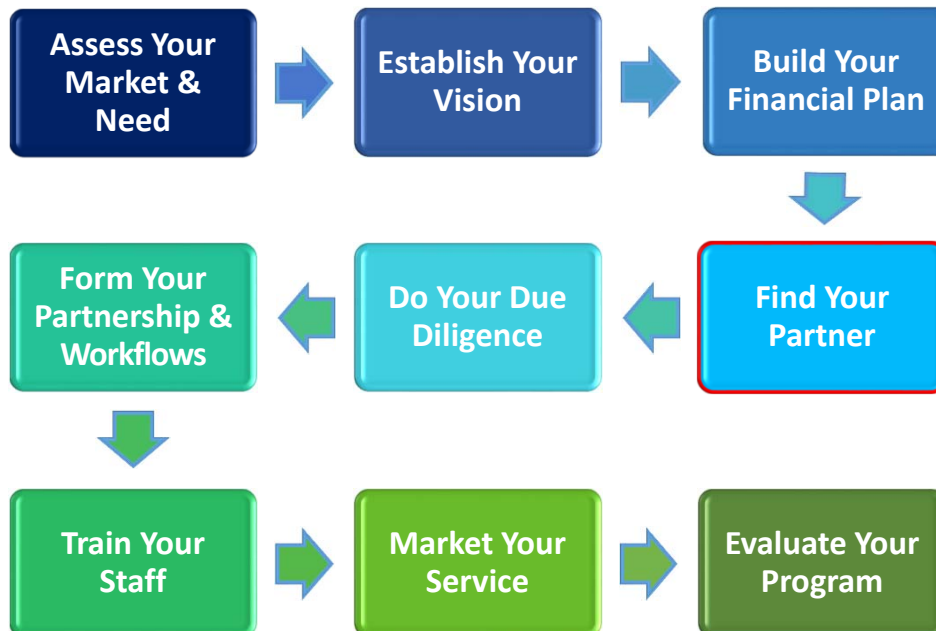 Assess Your
Market &
Need
Establish Your
Vision
Build Your
Financial Plan
Find Your
Partner
Do Your Due
Diligence
Form Your
Partnership &
Workflows
Train Your
Staff
Market Your
Service
Evaluate Your
Program